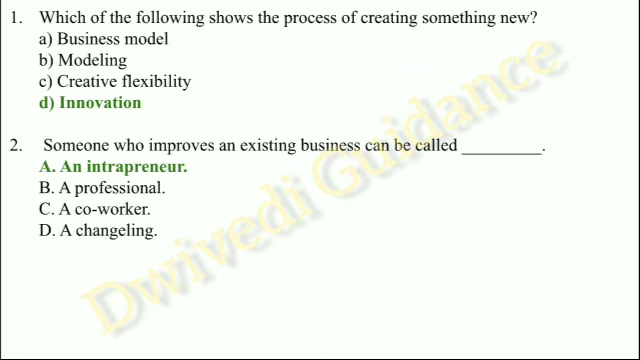 1. Which of the following shows the process of creating something new?
a) Business model
b) Modeling
c) Creative flexibility
d) Innovation
2. Someone who improves an existing business can be called _________.
A. An intrapreneur.
B. A professional.
C. A co-worker.
D. A changeling.
Dwivedi Guidance